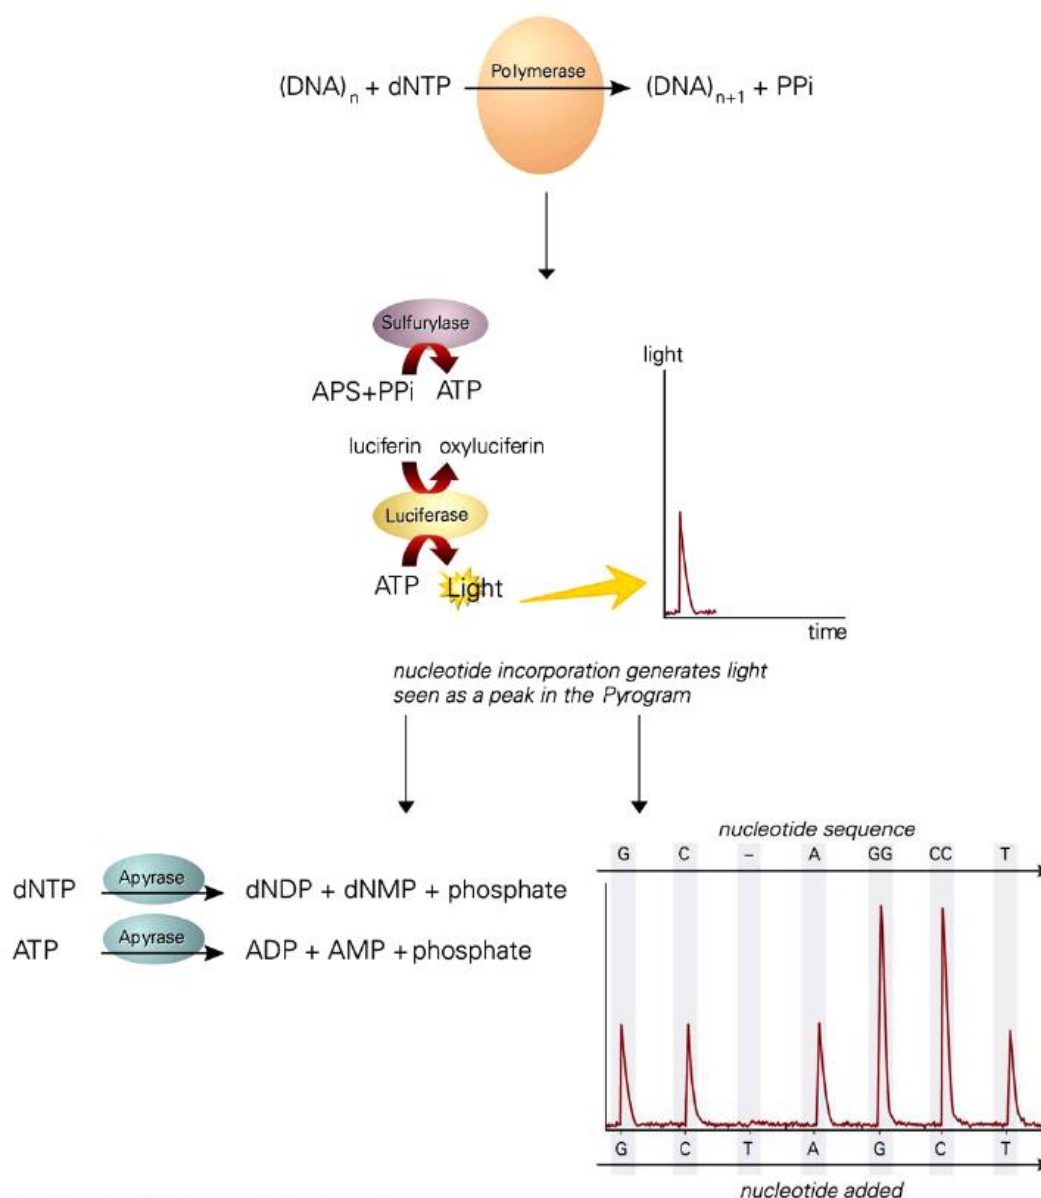 Polymerase
(DNA)n + dNTP (DNA)n+1 + PPi
Sulfurylase
APS+PPi ATP
luciferin oxyluciferin
Luciferase
ATP Light
light
time
nucleotide incorporation generates light
seen as a peak in the Pyrogram
dNTP Apyrase dNDP + dNMP + phosphate
ATP Apyrase ADP + AMP + phosphate
nucleotide sequence
G C – A GG CC T
G C T A G C T
nucleotide added